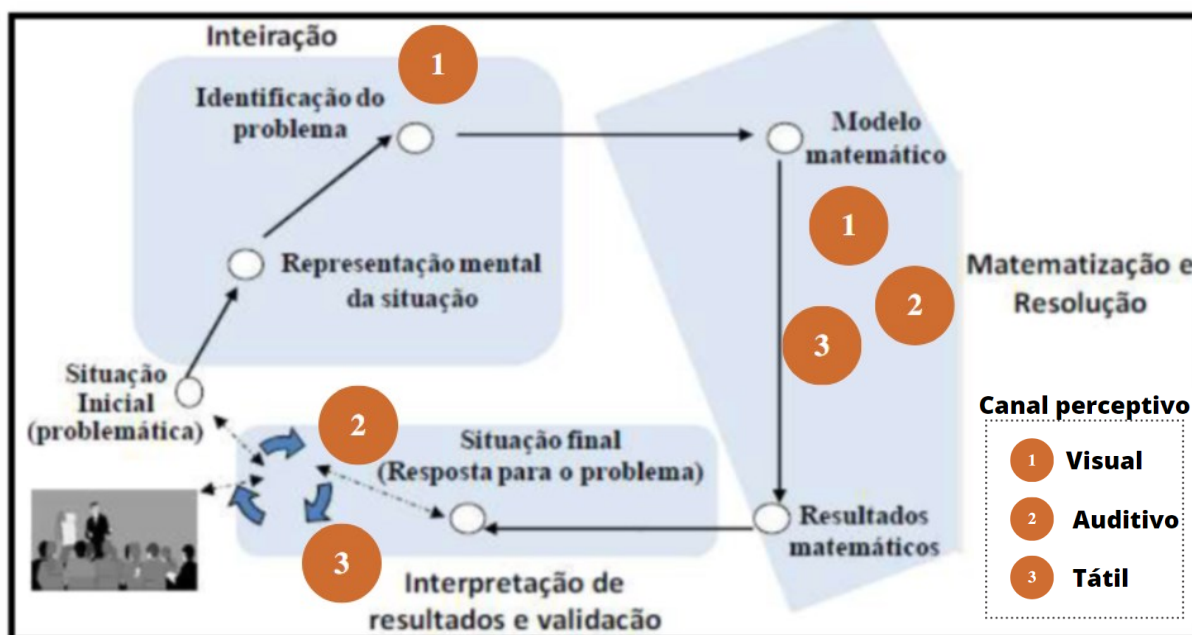 Inteiração
1
Identificação do
problema
Representação mental
da situação
Situação
Inicial
(problemática)
Modelo
matemático
1
2
3
Matematização e
Resolução
Resultados
matemáticos
2
Situação final
(Resposta para o problema)
3
Interpretação de
resultados e validação
Canal perceptivo
1 Visual
2 Auditivo
3 Tátil